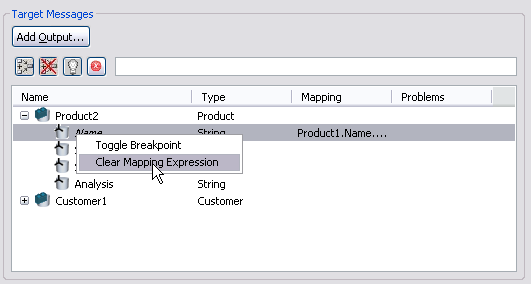 Target Messages
Add Output...
Name Type Mapping Problems
Product2 Product
Name String Product1.Name....
Toggle Breakpoint
Clear Mapping Expression
Analysis String
Customer1 Customer